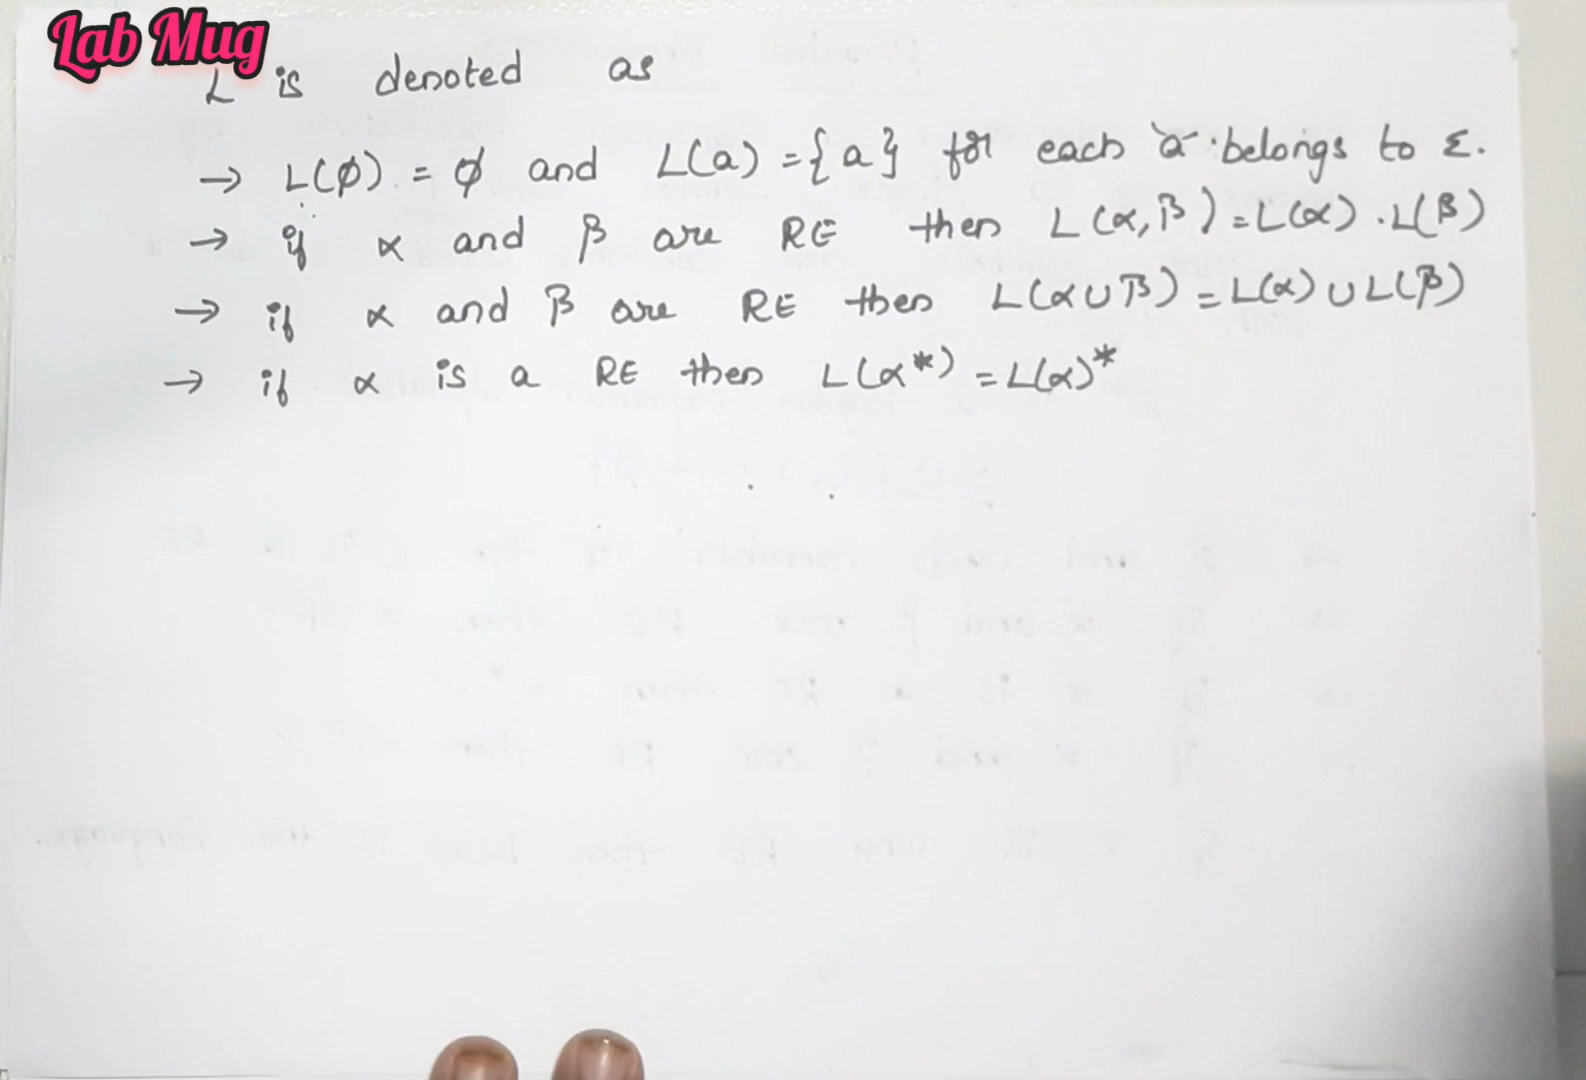 Lab Mug
L is denoted as
→ L(φ) = φ and L(a) = {a} for each 'a' belongs to Σ.
→ if α and β are RE then L(α,β) = L(α).L(β)
→ if α and β are RE then L(α∪β) = L(α)∪L(β)
→ if α is a RE then L(α*) = L(α)*